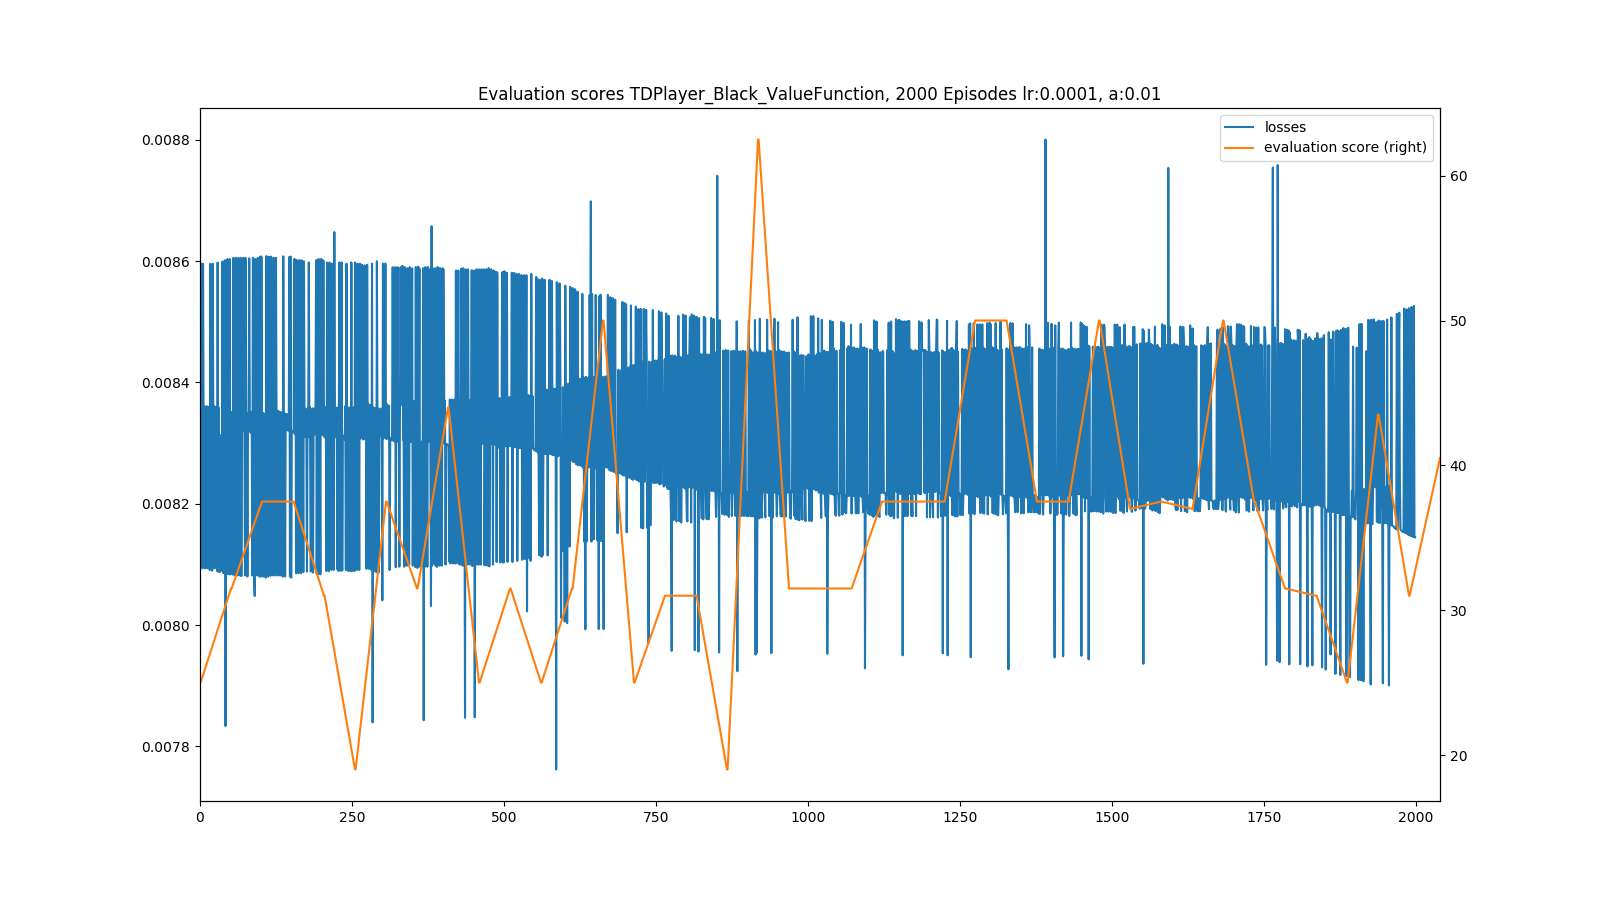 Evaluation scores TDPlayer_Black_ValueFunction, 2000 Episodes lr:0.0001, a:0.01
losses
evaluation score (right)
0.0088
0.0086
0.0084
0.0082
0.0080
0.0078
60
50
40
30
20
0 250 500 750 1000 1250 1500 1750 2000